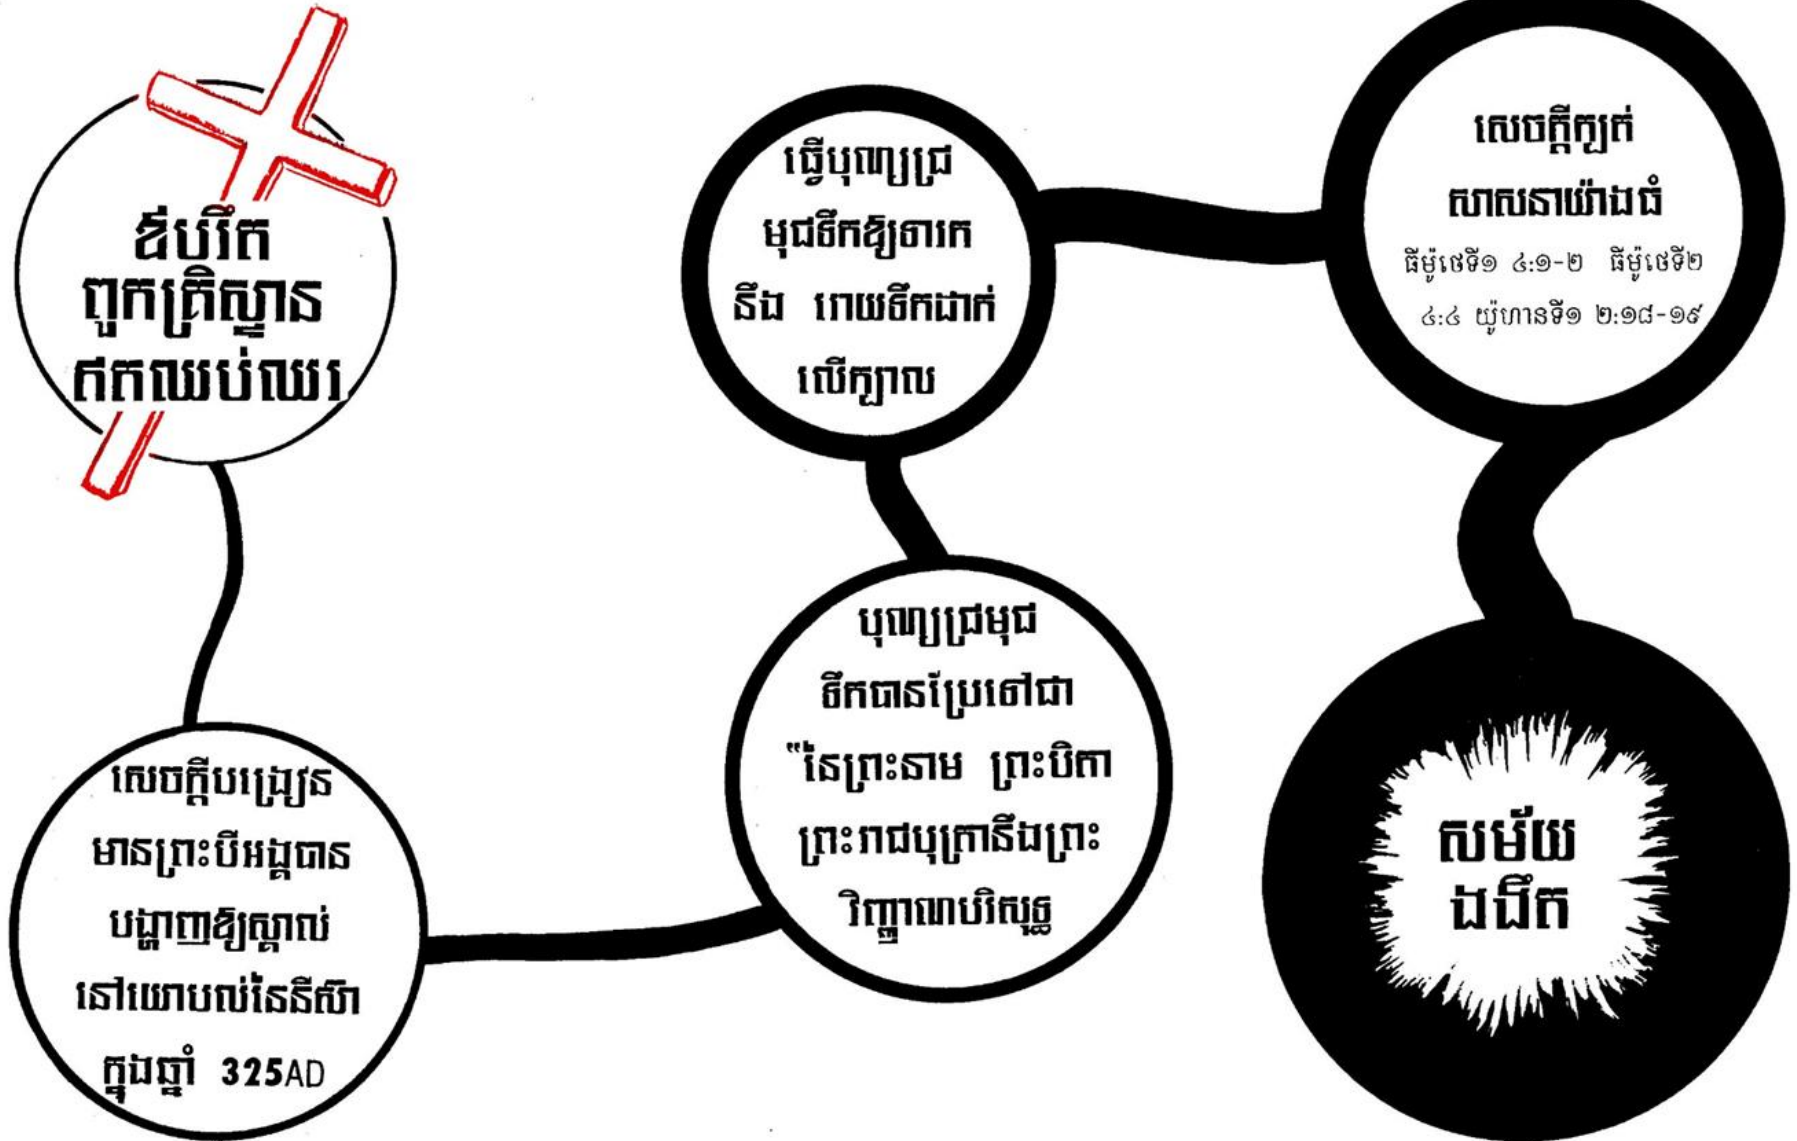 ឪបរឹត
ពួកគ្រិស្ទាន
ឥតឈប់ឈរ
សេចក្តីបង្រៀន
មានព្រះបីអង្គបាន
បង្ហាញឱ្យស្គាល់
នៅយោបល់នៃនីស៊ា
ក្នុងឆ្នាំ 325AD
បុណ្យជ្រមុជ
ទឹកបានប្រែទៅជា
"នៃព្រះនាម ព្រះបិតា
ព្រះរាជបុត្រានឹងព្រះ
វិញ្ញាណបរិសុទ្ធ
ធ្វើបុណ្យជ្រ
មុជទឹកឱ្យទារក
នឹង រោយទឹកដាក់
លើក្បាល
សេចក្តីក្បត់
សាសនាយ៉ាងធំ
ធីម៉ូថេទី១ ៤:១-២ ធីម៉ូថេទី២
៤:៤ យ៉ូហានទី១ ២:១៨-១៩
សម័យ
ងងឹត